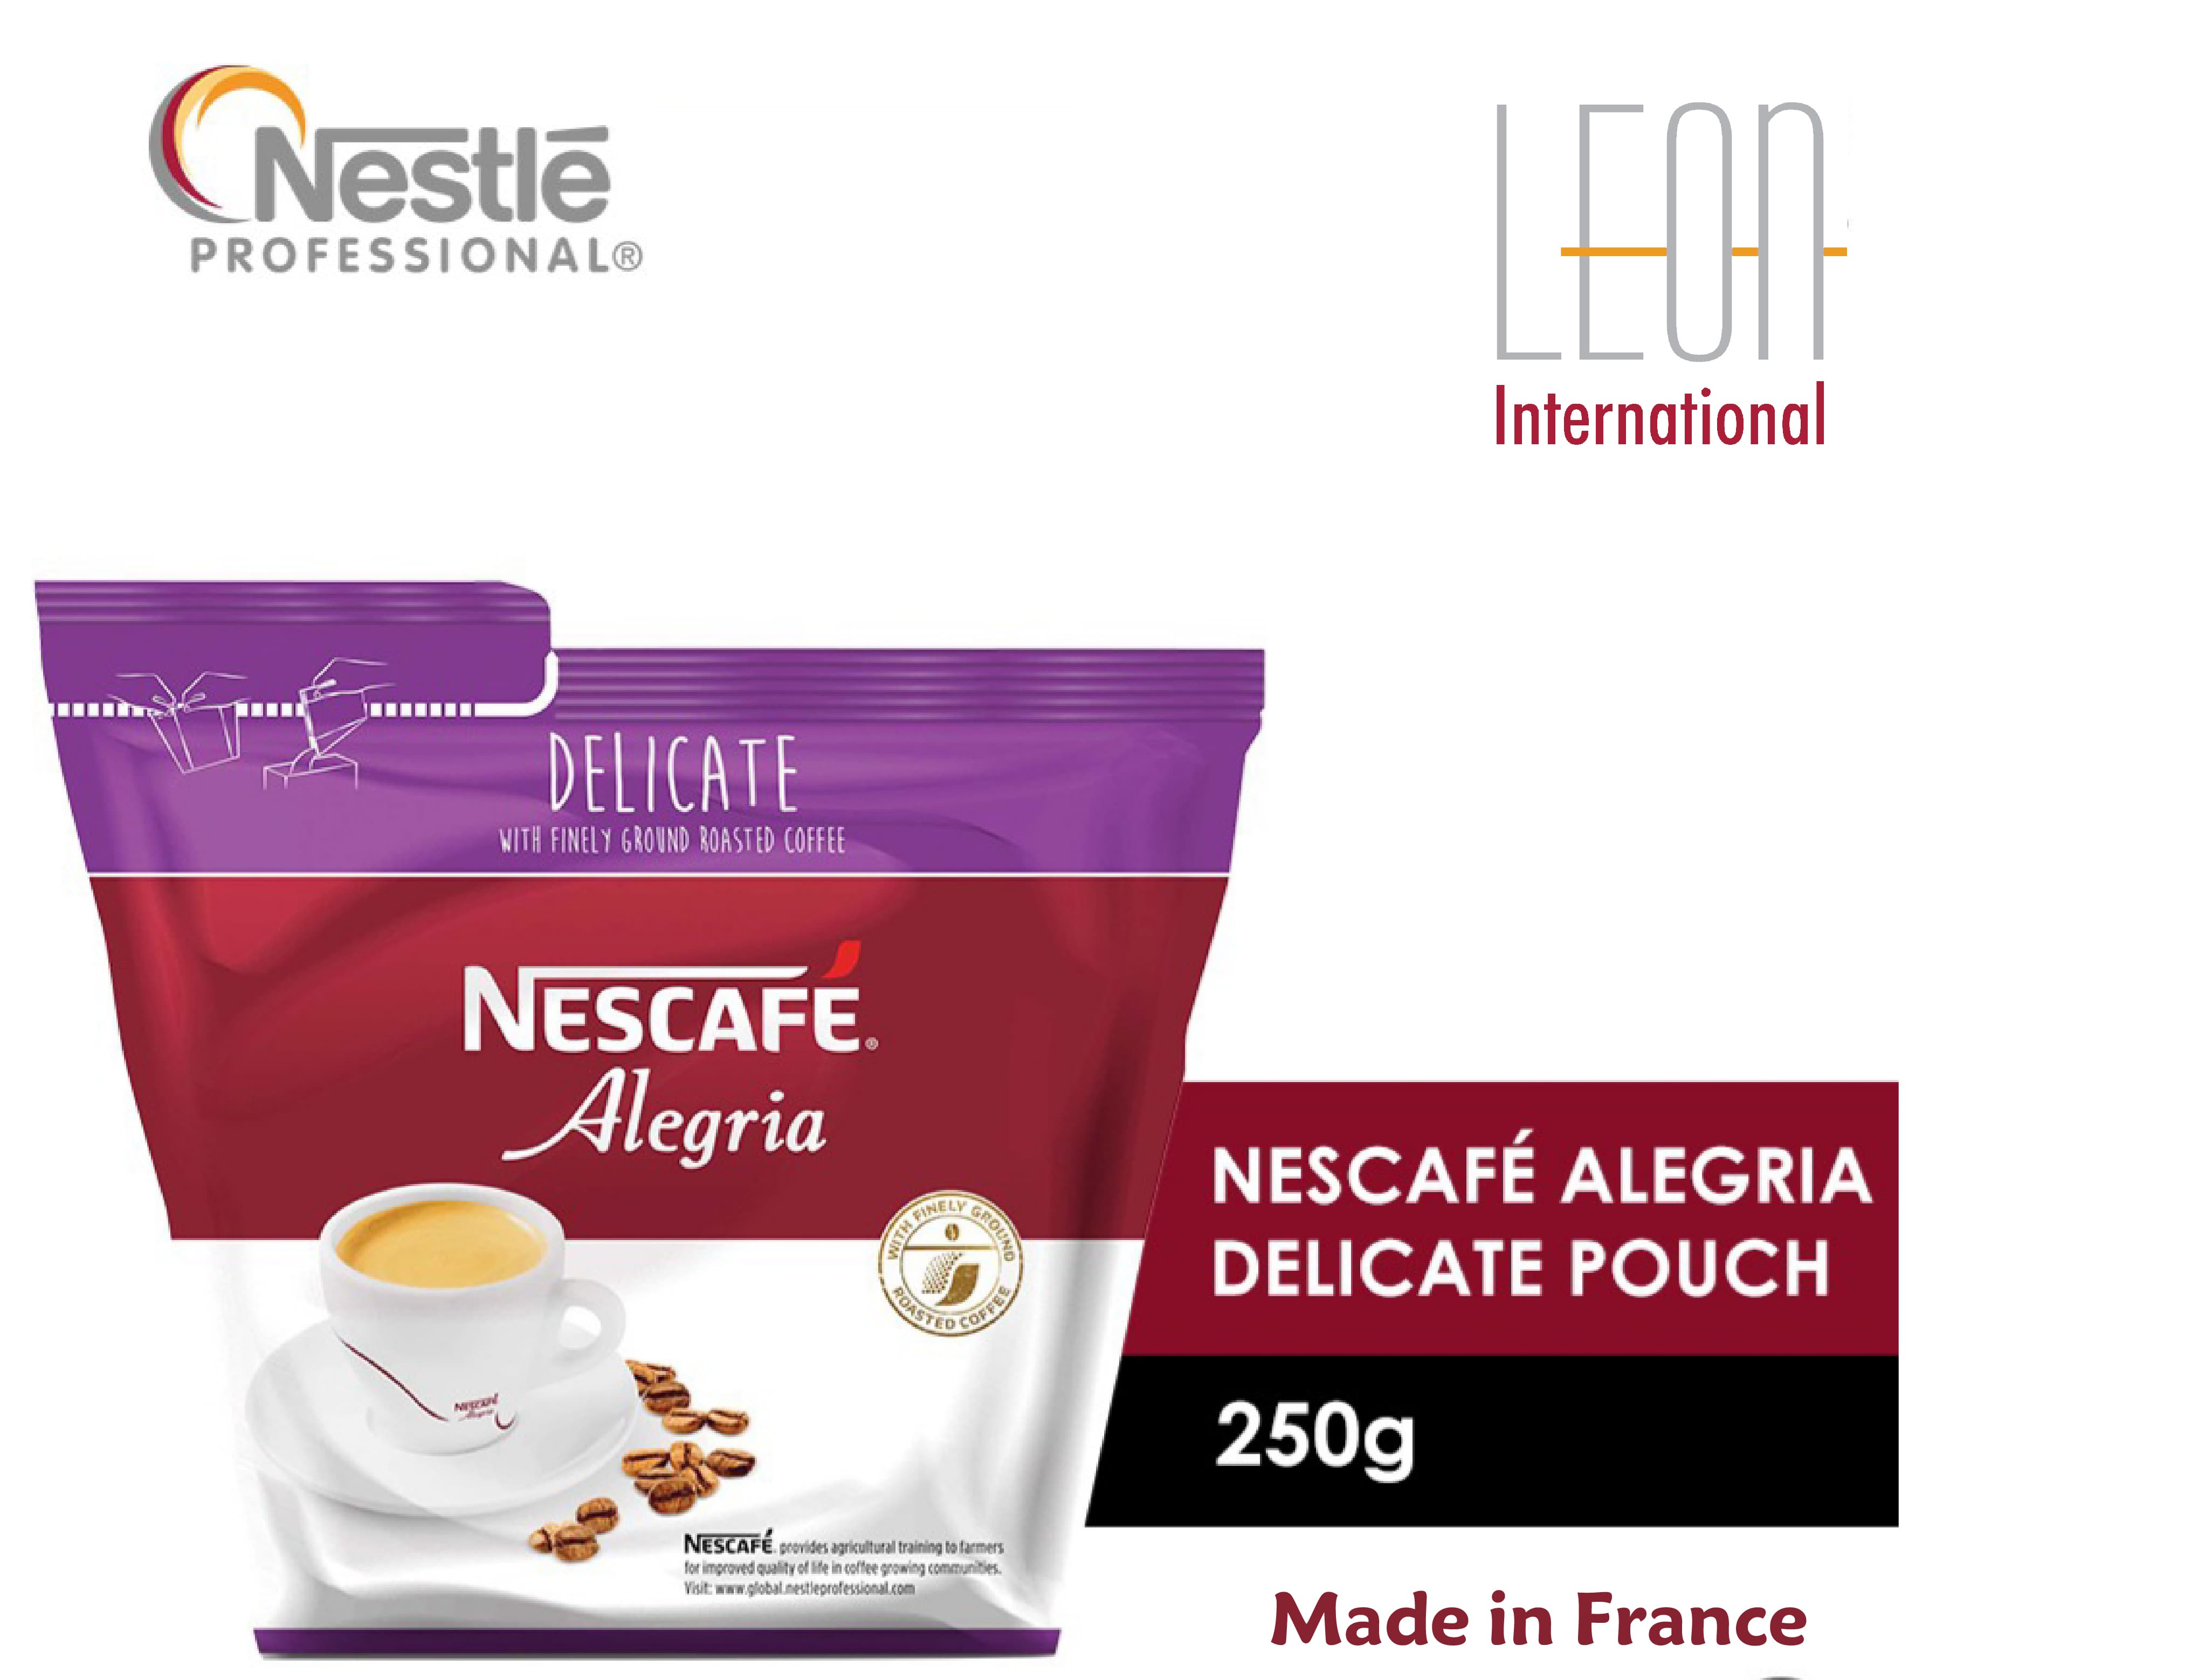 Nestlé
PROFESSIONAL®
LEON
International
DELICATE
WITH FINELY GROUND ROASTED COFFEE
NESCAFÉ®
Alegria
WITH FINELY GROUND
ROASTED COFFEE
NESCAFÉ
Alegria
NESCAFÉ. provides agricultural training to farmers
for improved quality of life in coffee growing communities.
Visit: www.global.nestleprofessional.com
NESCAFÉ ALEGRIA
DELICATE POUCH
250g
Made in France